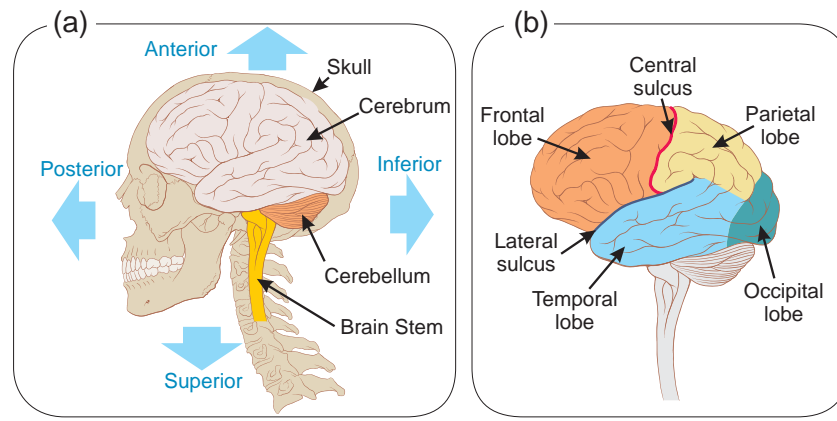 (a)
Anterior
Skull
Cerebrum
Posterior
Inferior
Cerebellum
Brain Stem
Superior
(b)
Central
sulcus
Frontal
lobe
Parietal
lobe
Lateral
sulcus
Temporal
lobe
Occipital
lobe